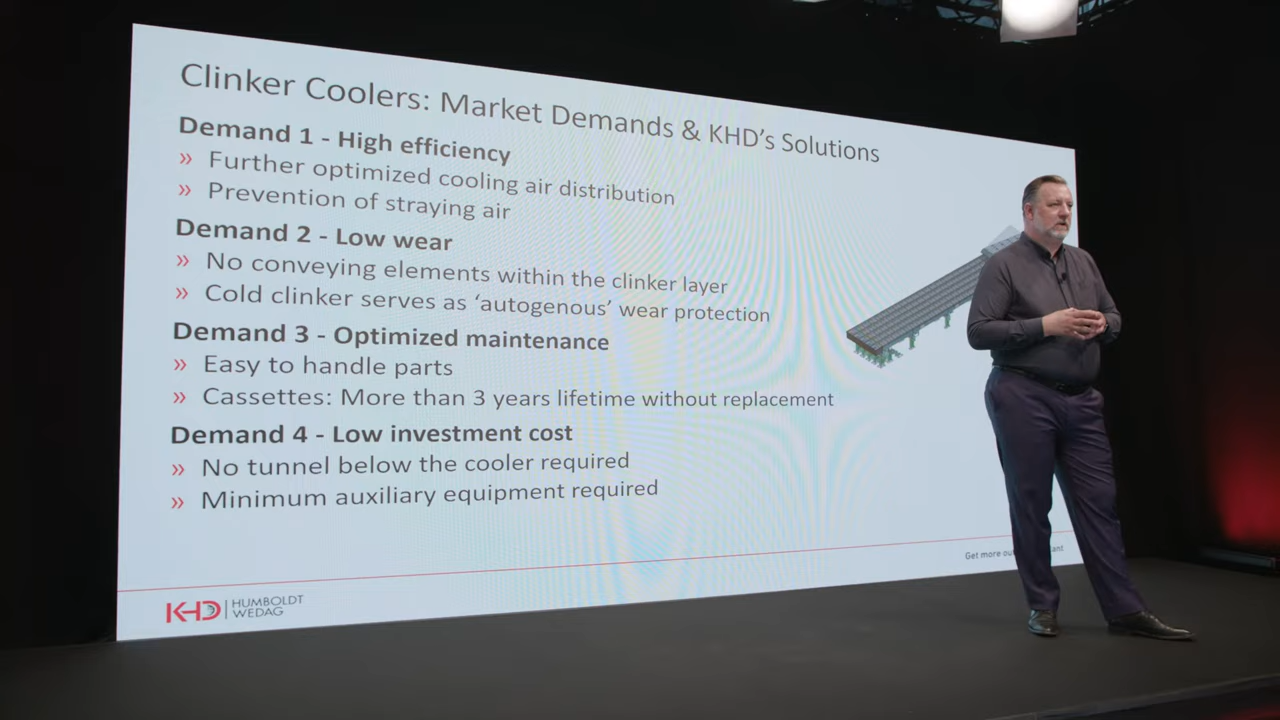 Clinker Coolers: Market Demands & KHD's Solutions
Demand 1 - High efficiency
» Further optimized cooling air distribution
» Prevention of straying air
Demand 2 - Low wear
» No conveying elements within the clinker layer
» Cold clinker serves as 'autogenous' wear protection
Demand 3 - Optimized maintenance
» Easy to handle parts
» Cassettes: More than 3 years lifetime without replacement
Demand 4 - Low investment cost
» No tunnel below the cooler required
» Minimum auxiliary equipment required
Get more
KHD HUMBOLDT
WEDAG